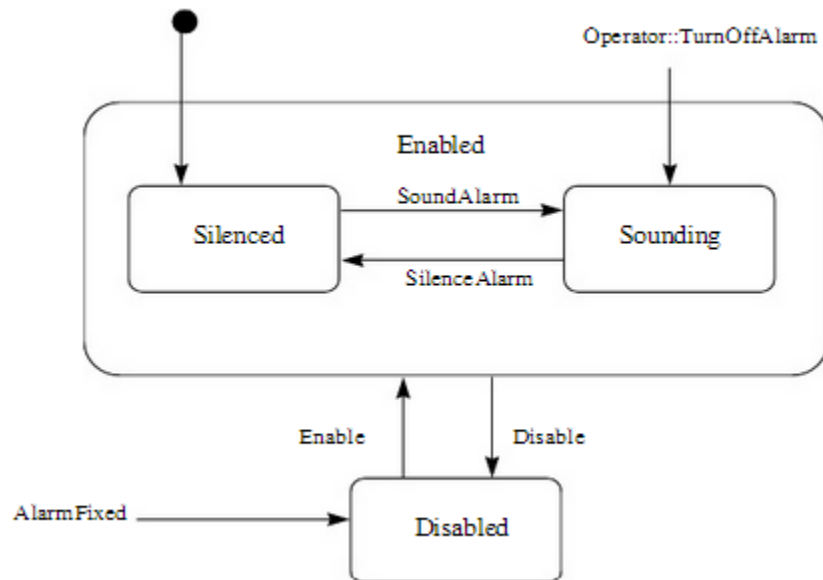 Operator::TurnOffAlarm
Enabled
SoundAlarm
Silenced
Sounding
SilenceAlarm
Enable
Disable
AlarmFixed
Disabled